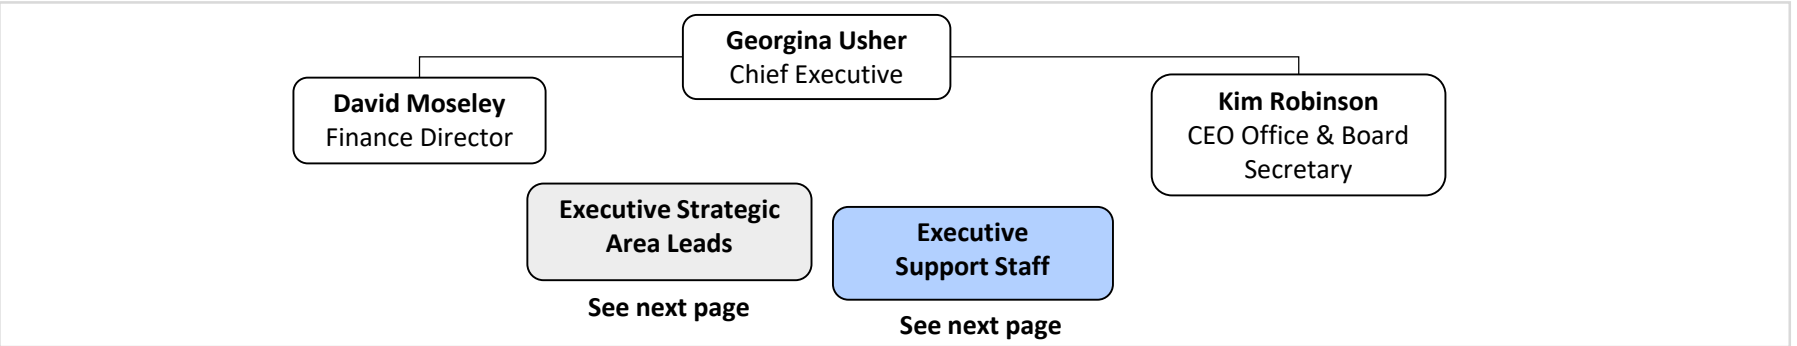 Georgina Usher
Chief Executive
David Moseley
Finance Director
Kim Robinson
CEO Office & Board
Secretary
Executive Strategic
Area Leads
See next page
Executive
Support Staff
See next page